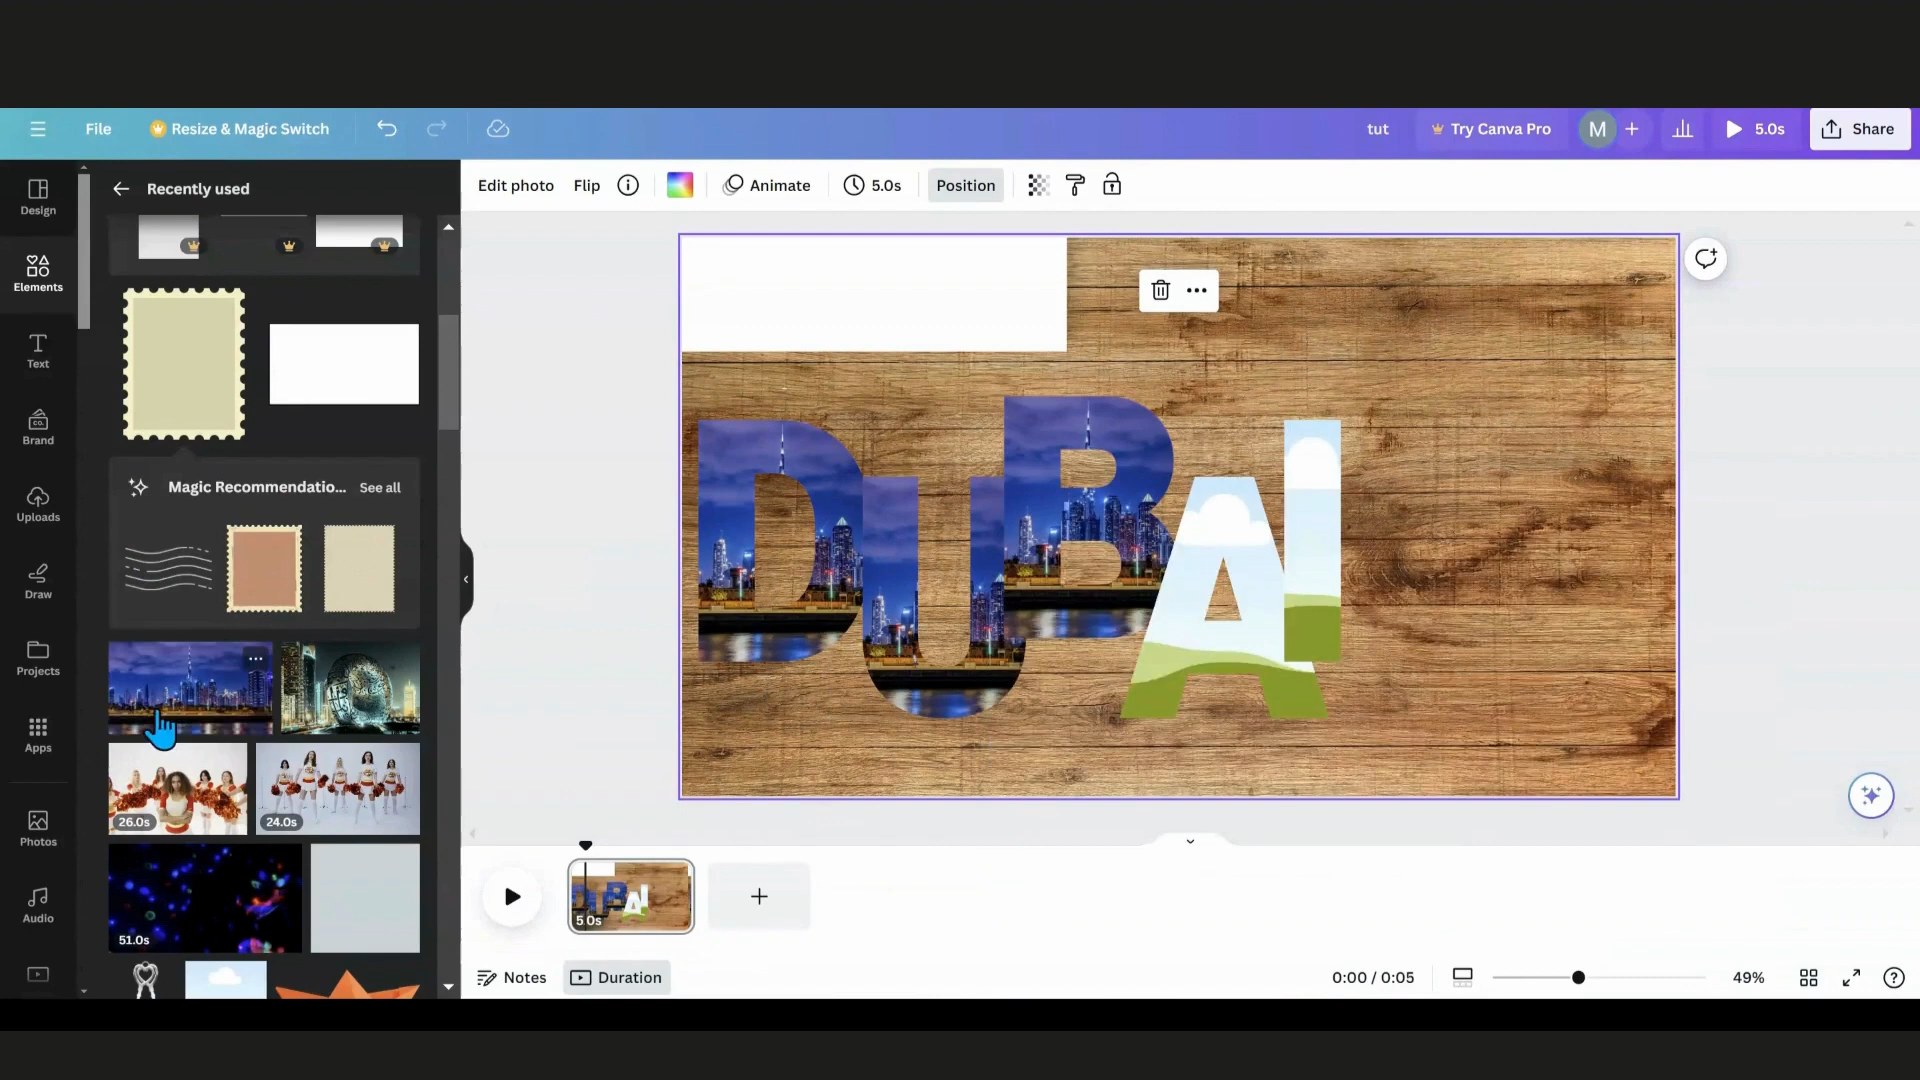 File
Resize & Magic Switch
tut
Try Canva Pro
M
5.0s
Share
Design
Elements
Text
Brand
Uploads
Draw
Projects
Apps
Photos
Audio
Recently used
Magic Recommendatio...
See all
26.0s
24.0s
51.0s
Edit photo
Flip
Animate
5.0s
Position
DUBAI
5.0s
Notes
Duration
0:00 / 0:05
49%